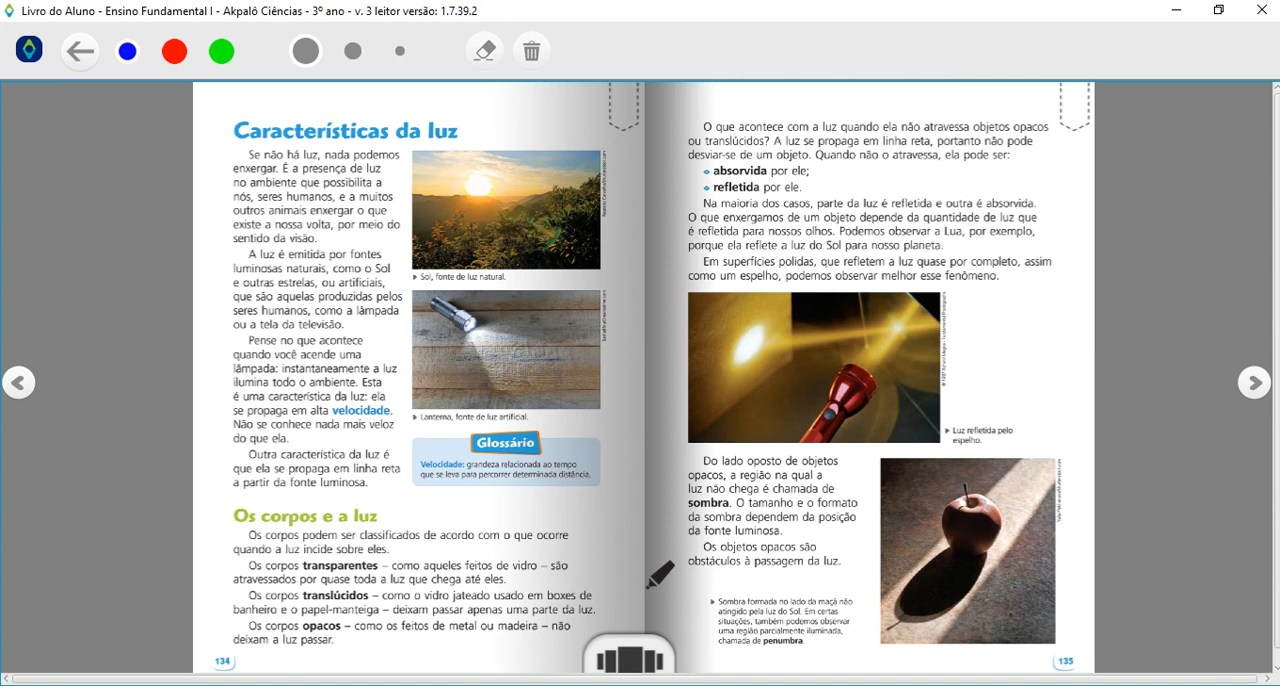 Livro do Aluno - Ensino Fundamental I - Akpalô Ciências - 3º ano - v. 3 leitor versão: 1.7.39.2
Características da luz
Se não há luz, nada podemos
enxergar. É a presença de luz
no ambiente que possibilita a
nós, seres humanos, e a muitos
outros animais enxergar o que
existe a nossa volta, por meio do
sentido da visão.
A luz é emitida por fontes
luminosas naturais, como o Sol
e outras estrelas, ou artificiais,
que são aquelas produzidas pelos
seres humanos, como a lâmpada
ou a tela da televisão.
Pense no que acontece
quando você acende uma
lâmpada: instantaneamente a luz
ilumina todo o ambiente. Esta
é uma característica da luz: ela
se propaga em alta velocidade.
Não se conhece nada mais veloz
do que ela.
Outra característica da luz é
que ela se propaga em linha reta
a partir da fonte luminosa.
Sol, fonte de luz natural.
Lanterna, fonte de luz artificial.
Glossário
Velocidade: grandeza relacionada ao tempo
que se leva para percorrer determinada distância.
Os corpos e a luz
Os corpos podem ser classificados de acordo com o que ocorre
quando a luz incide sobre eles.
Os corpos transparentes – como aqueles feitos de vidro – são
atravessados por quase toda a luz que chega até eles.
Os corpos translúcidos – como o vidro jateado usado em boxes de
banheiro e o papel-manteiga – deixam passar apenas uma parte da luz.
Os corpos opacos – como os feitos de metal ou madeira – não
deixam a luz passar.
134
O que acontece com a luz quando ela não atravessa objetos opacos
ou translúcidos? A luz se propaga em linha reta, portanto não pode
desviar-se de um objeto. Quando não o atravessa, ela pode ser:
absorvida por ele;
refletida por ele.
Na maioria dos casos, parte da luz é refletida e outra é absorvida.
O que enxergamos de um objeto depende da quantidade de luz que
é refletida para nossos olhos. Podemos observar a Lua, por exemplo,
porque ela reflete a luz do Sol para nosso planeta.
Em superfícies polidas, que refletem a luz quase por completo, assim
como um espelho, podemos observar melhor esse fenômeno.
Luz refletida pelo
espelho.
Do lado oposto de objetos
opacos, a região na qual a
luz não chega é chamada de
sombra. O tamanho e o formato
da sombra dependem da posição
da fonte luminosa.
Os objetos opacos são
obstáculos à passagem da luz.
Sombra formada no lado da maçã não
atingido pela luz do Sol. Em certas
situações, também podemos observar
uma região parcialmente iluminada,
chamada de penumbra.
135